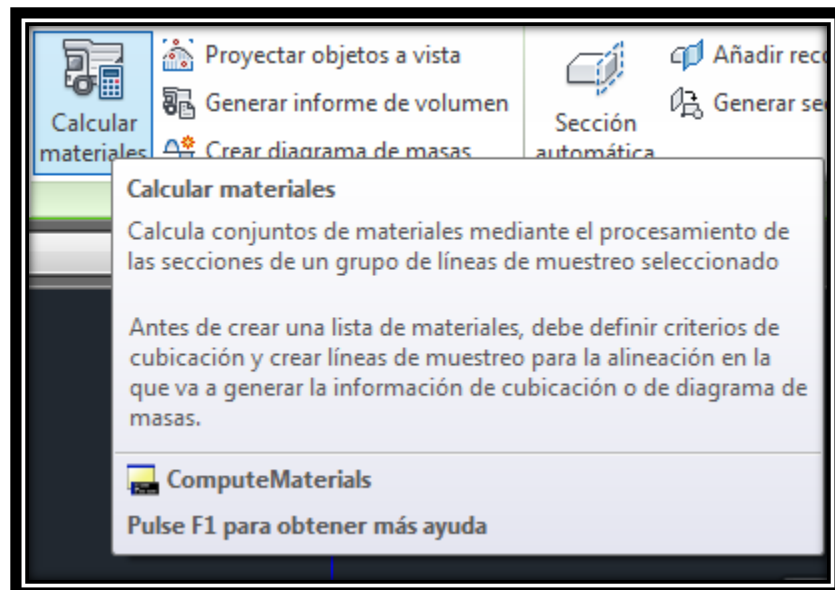 Calcular
materiales
Proyectar objetos a vista
Generar informe de volumen
Crear diagrama de masas
Sección
automática
Añadir
Generar
Calcular materiales
Calcula conjuntos de materiales mediante el procesamiento de
las secciones de un grupo de líneas de muestreo seleccionado
Antes de crear una lista de materiales, debe definir criterios de
cubicación y crear líneas de muestreo para la alineación en la
que va a generar la información de cubicación o de diagrama de
masas.
ComputeMaterials
Pulse F1 para obtener más ayuda